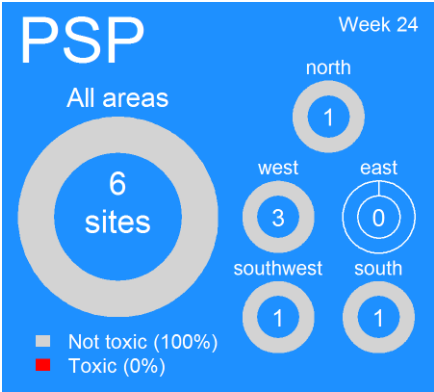 PSP
Week 24
All areas
6
sites
north
1
west
3
east
0
southwest
1
south
1
Not toxic (100%)
Toxic (0%)